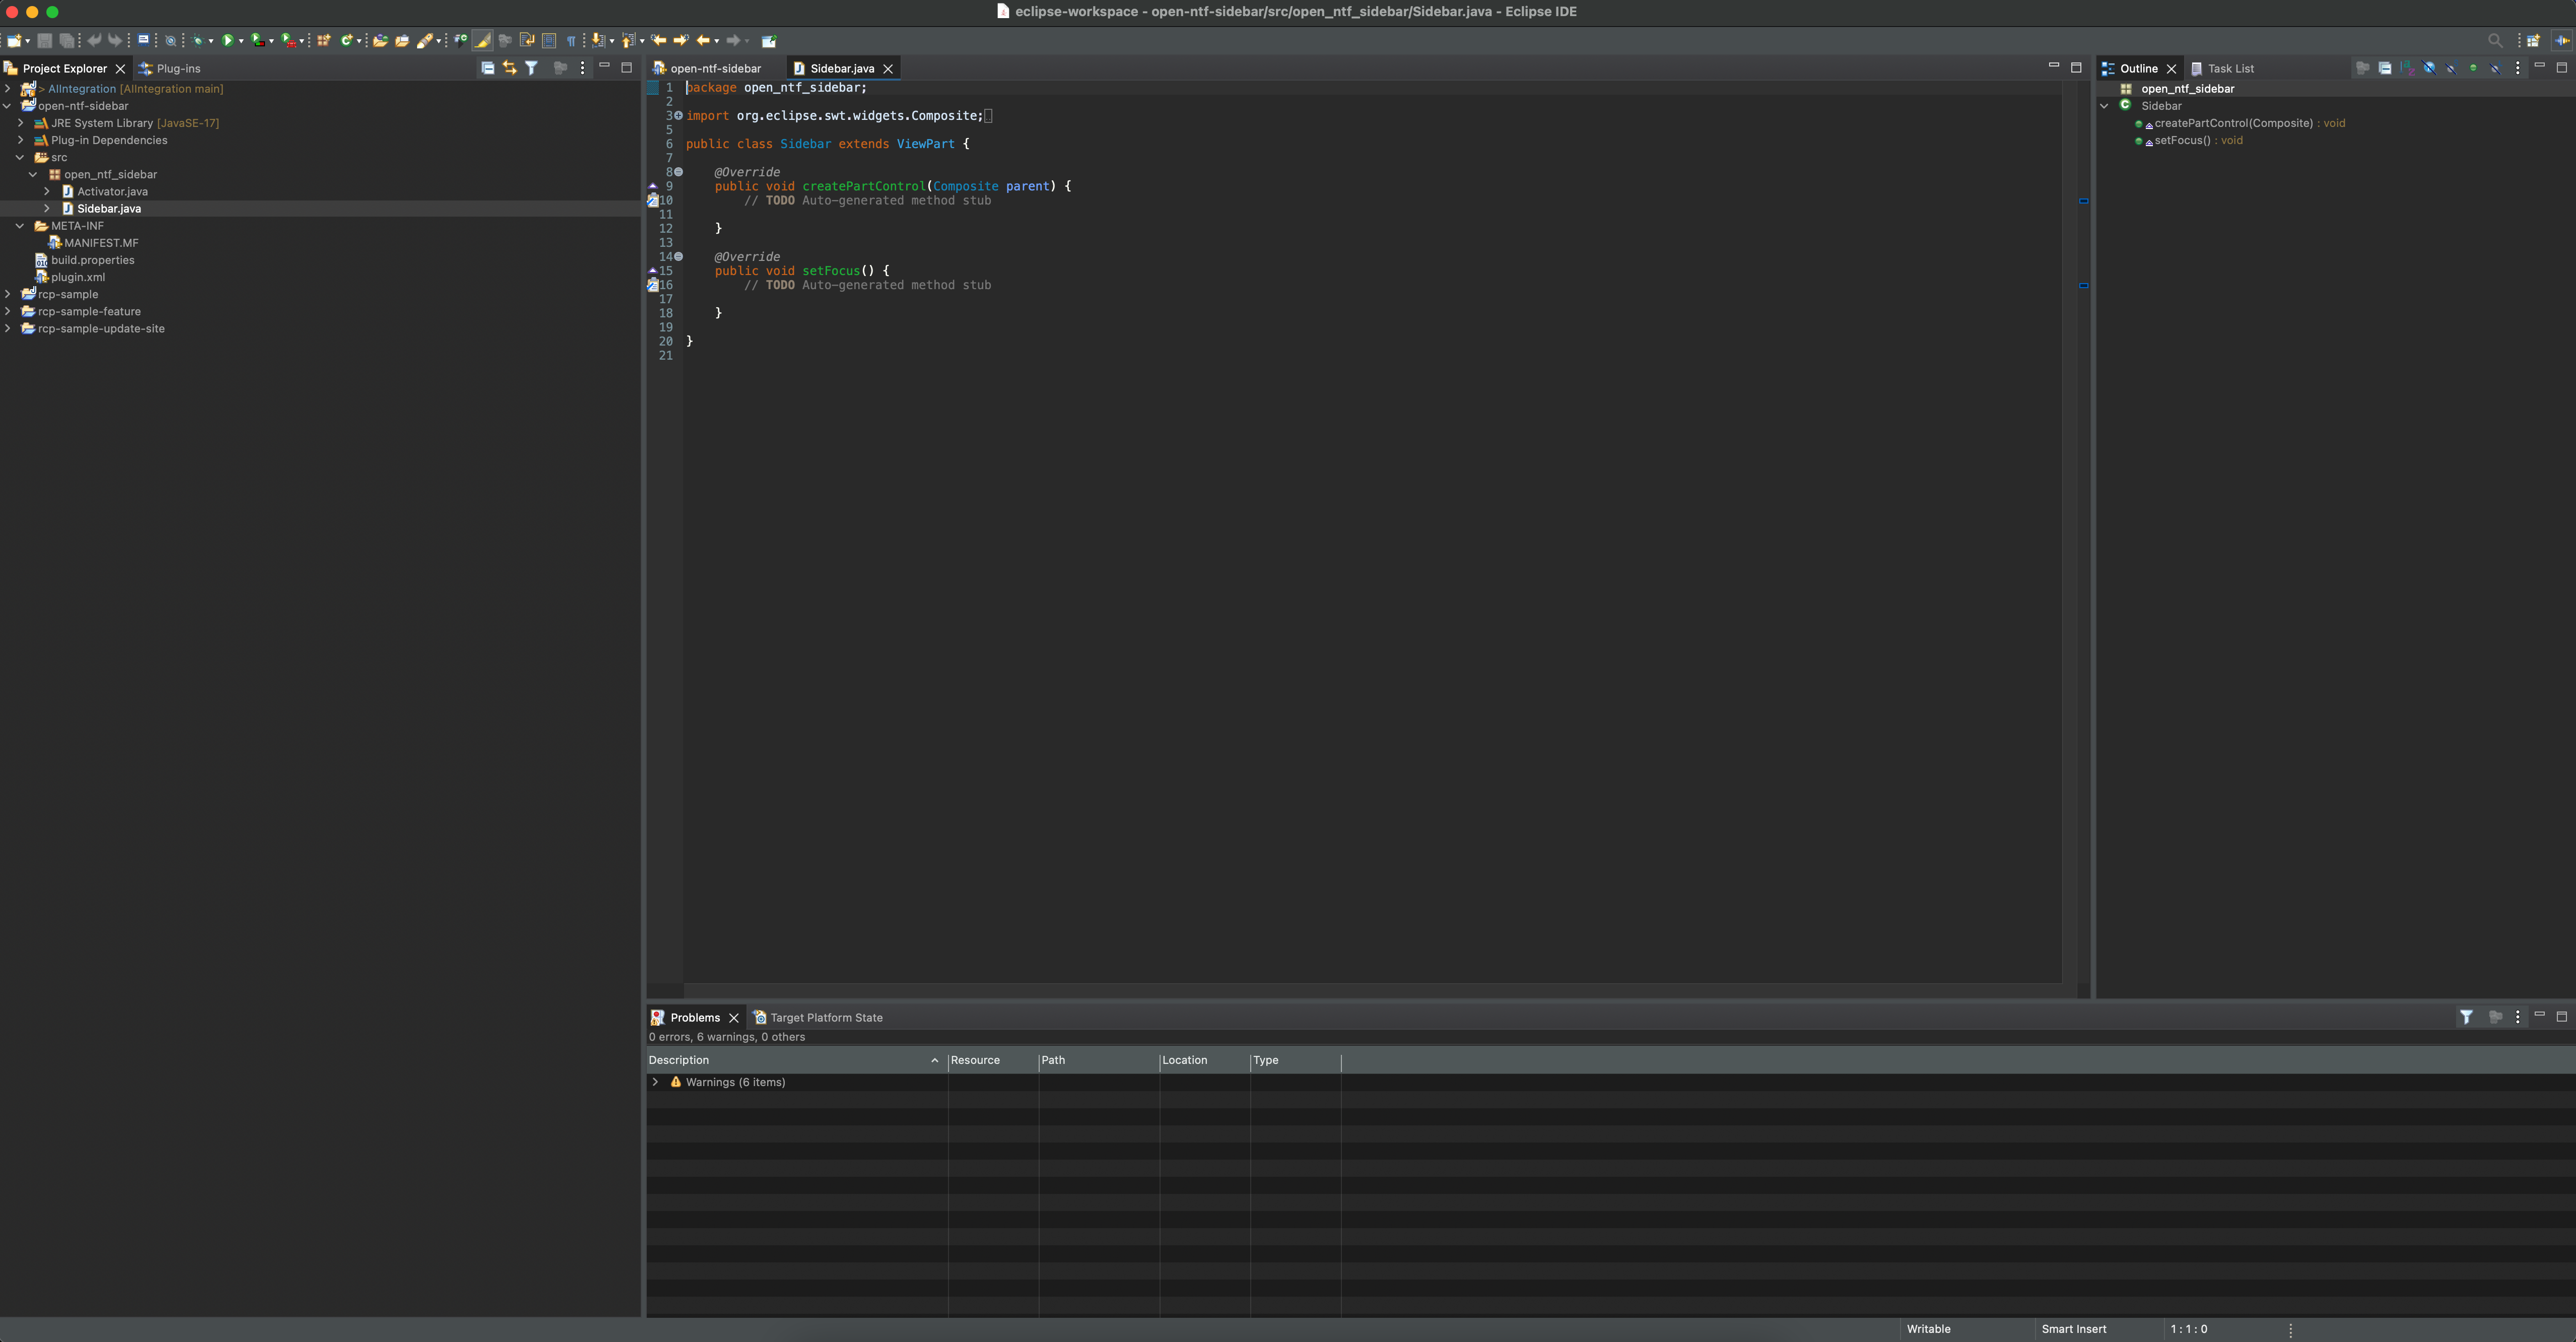 eclipse-workspace - open-ntf-sidebar/src/open_ntf_sidebar/Sidebar.java - Eclipse IDE
Project Explorer
Plug-ins
> AIIntegration [AIIntegration main]
open-ntf-sidebar
JRE System Library [JavaSE-17]
Plug-in Dependencies
src
open_ntf_sidebar
Activator.java
Sidebar.java
META-INF
MANIFEST.MF
build.properties
plugin.xml
rcp-sample
rcp-sample-feature
rcp-sample-update-site
open-ntf-sidebar
Sidebar.java
1 package open_ntf_sidebar;
2
3 import org.eclipse.swt.widgets.Composite;
5
6 public class Sidebar extends ViewPart {
7
8 @Override
9 public void createPartControl(Composite parent) {
10 // TODO Auto-generated method stub
11
12 }
13
14 @Override
15 public void setFocus() {
16 // TODO Auto-generated method stub
17
18 }
19
20 }
21
Outline
Task List
open_ntf_sidebar
Sidebar
createPartControl(Composite) : void
setFocus() : void
Problems
Target Platform State
0 errors, 6 warnings, 0 others
Description Resource Path Location Type
Warnings (6 items)
Writable Smart Insert 1 : 1 : 0